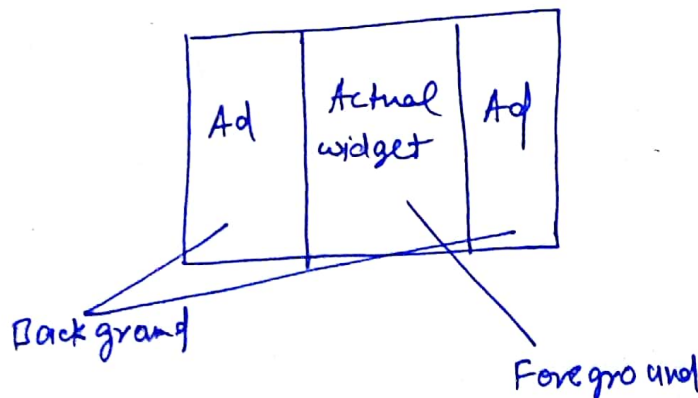 Ad
Actual
widget
Ad
Background
Foreground